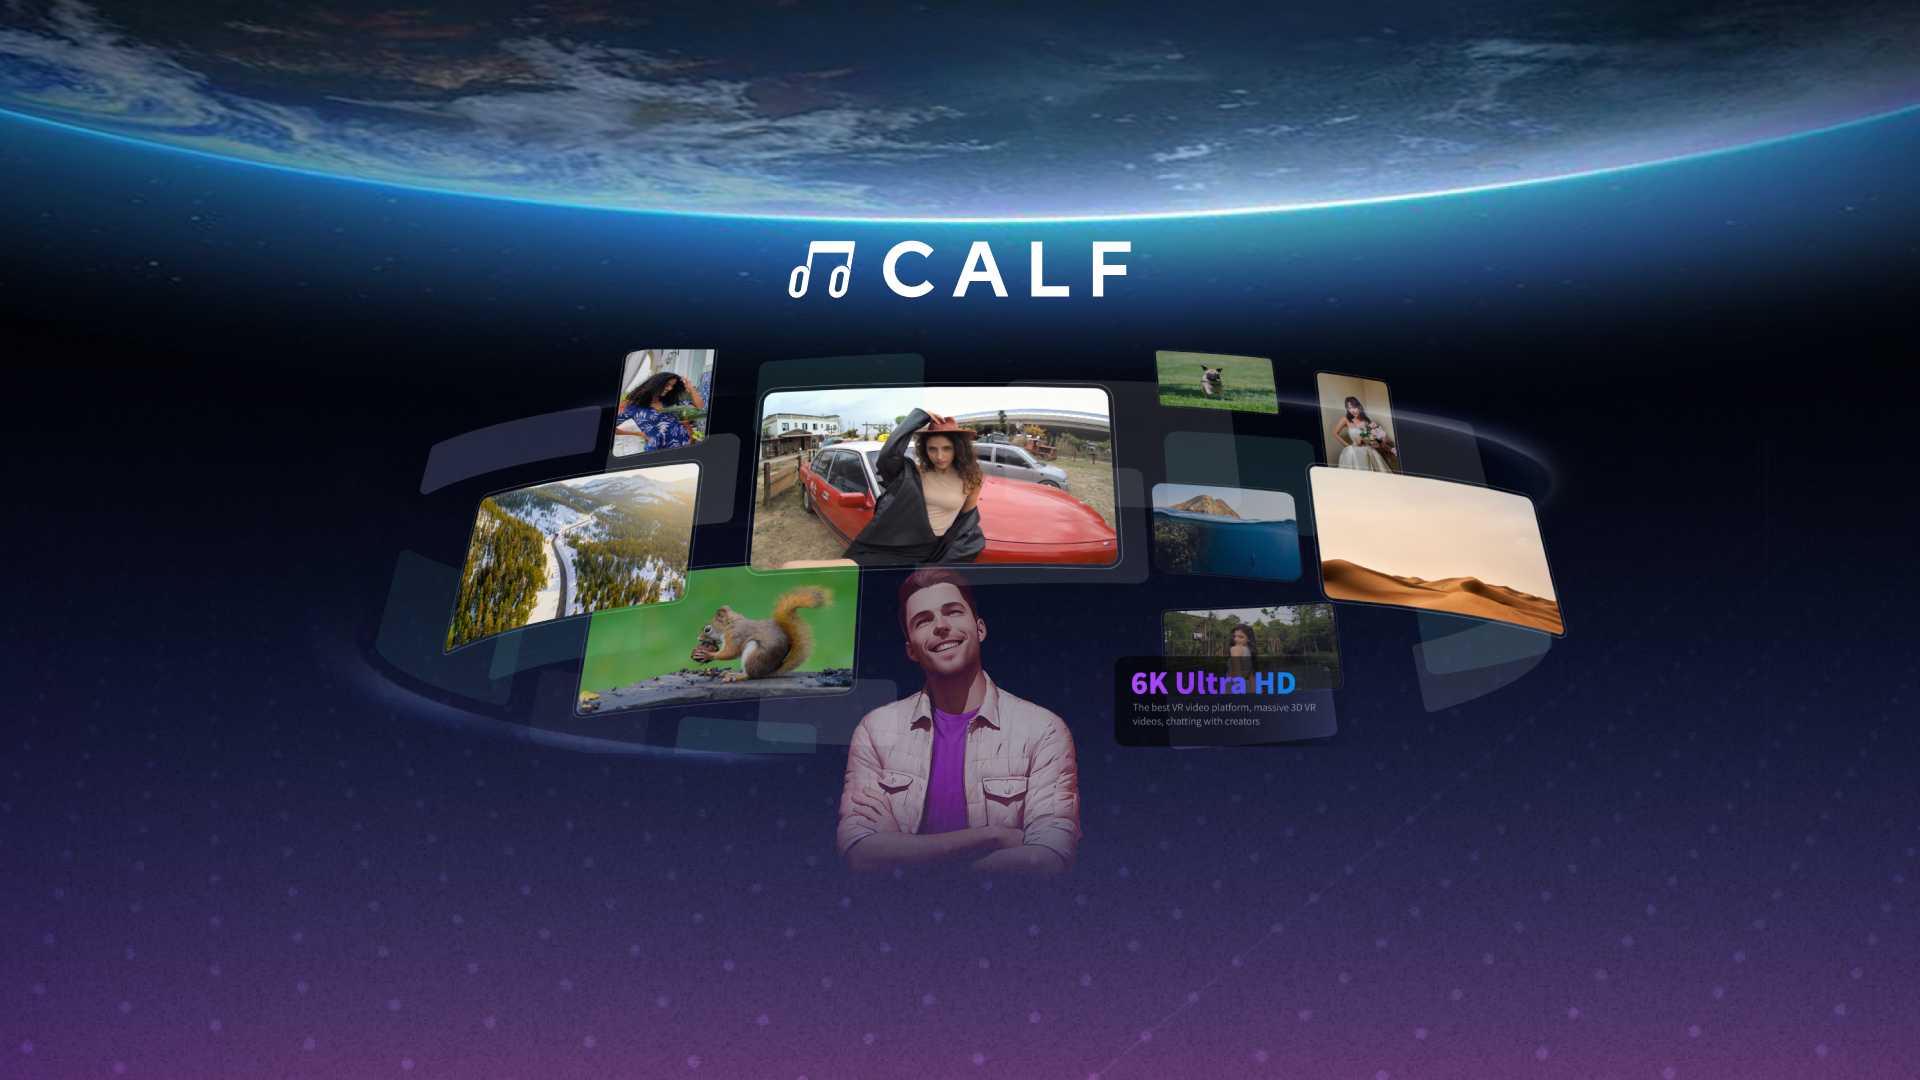 CALF
6K Ultra HD
The best VR video platform, massive 3D VR
videos, chatting with creators